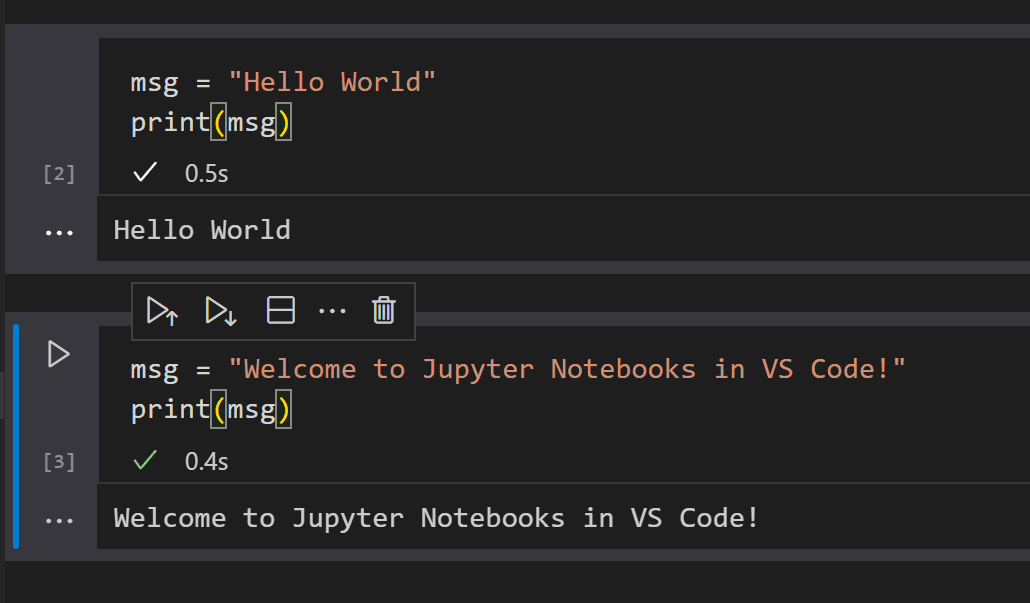 msg = "Hello World"
print(msg)
[2] 0.5s
Hello World
msg = "Welcome to Jupyter Notebooks in VS Code!"
print(msg)
[3] 0.4s
Welcome to Jupyter Notebooks in VS Code!